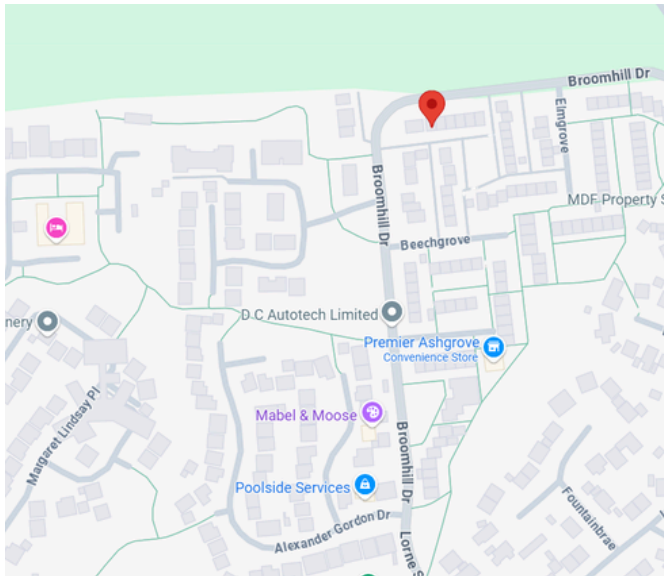 Broomhill Dr
Elmgrove
Broomhill Dr
MDF Property S
Beechgrove
D C Autotech Limited
nery
Premier Ashgrove
Convenience Store
Margaret Lindsay Pl
Mabel & Moose
Broomhill Dr
Poolside Services
Fountainbrae
Alexander Gordon Dr
Lorne S